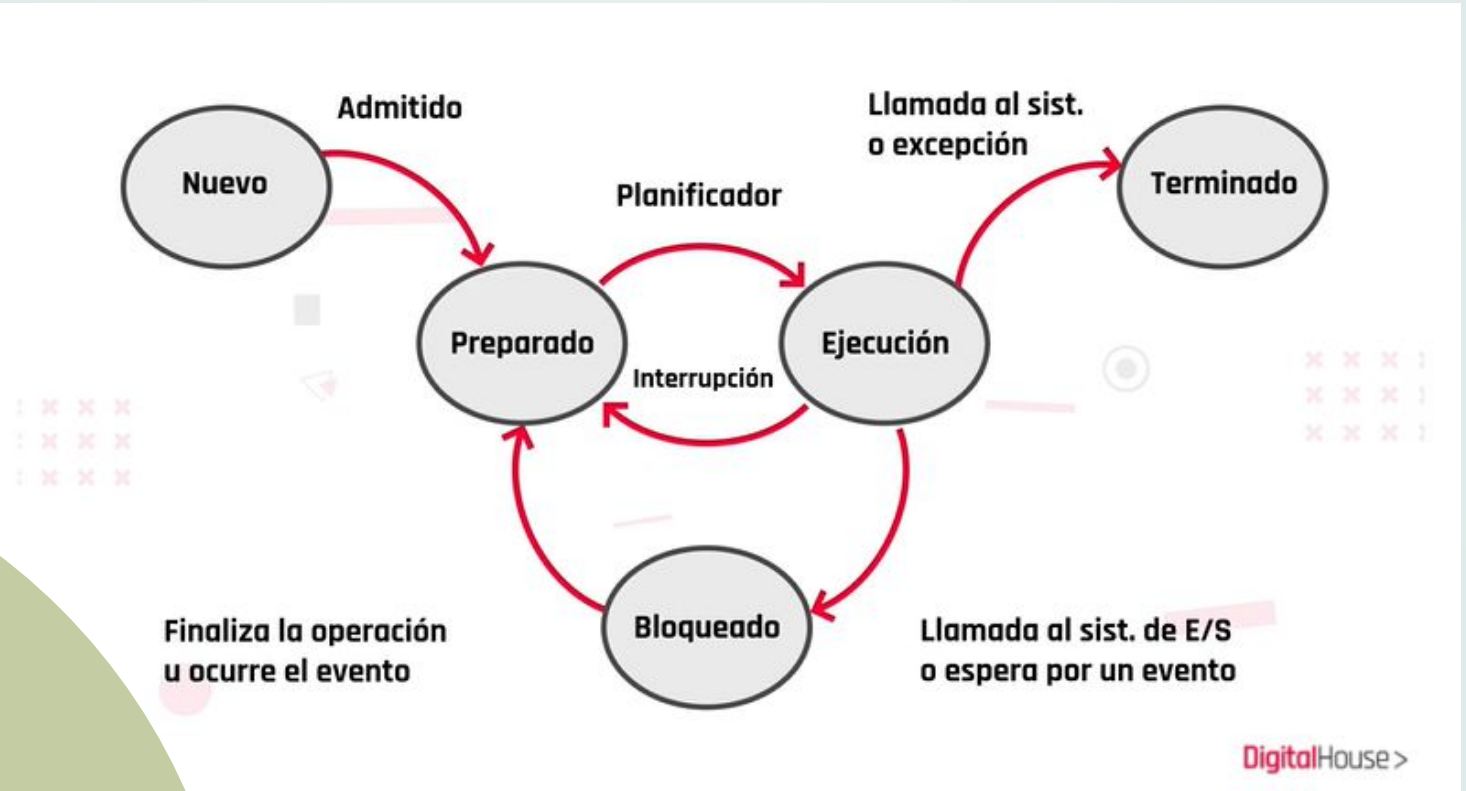 Admitido
Nuevo
Llamada al sist.
o excepción
Terminado
Planificador
Preparado
Ejecución
Interrupción
Bloqueado
Finaliza la operación
u ocurre el evento
Llamada al sist. de E/S
o espera por un evento
DigitalHouse>